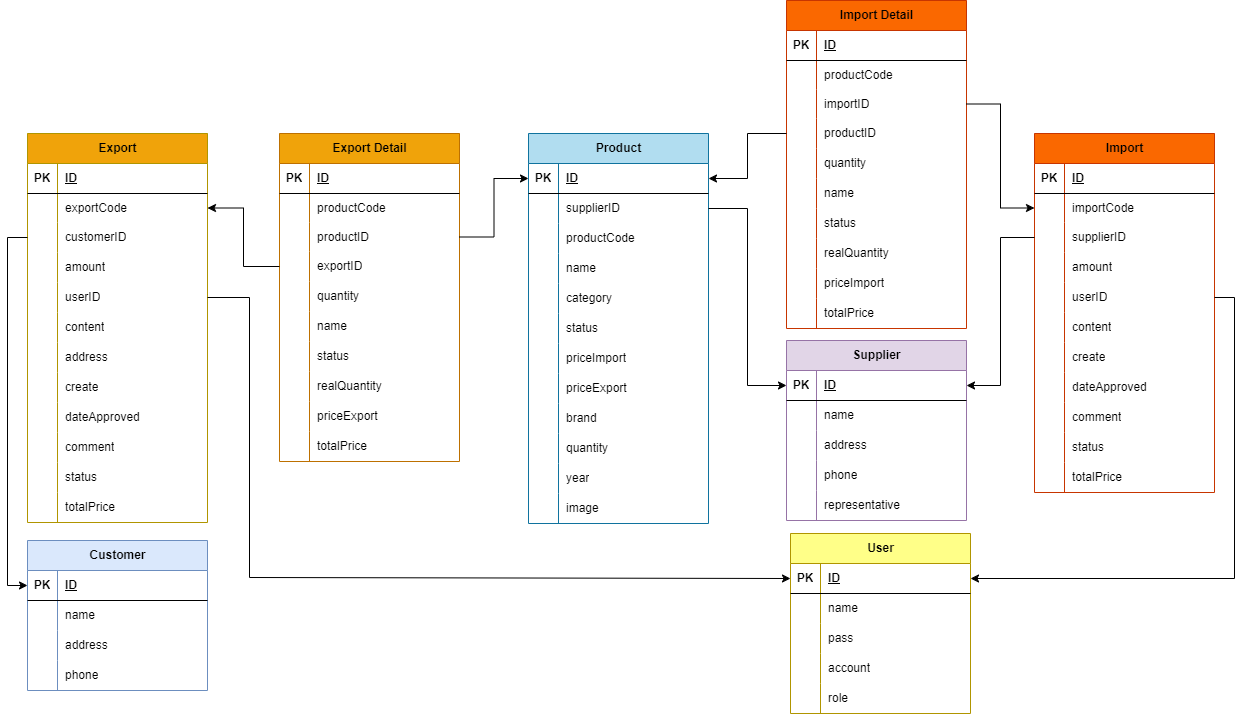 Import Detail
PK ID
productCode
importID
productID
quantity
name
status
realQuantity
priceImport
totalPrice
Export
PK ID
exportCode
customerID
amount
userID
content
address
create
dateApproved
comment
status
totalPrice
Export Detail
PK ID
productCode
productID
exportID
quantity
name
status
realQuantity
priceExport
totalPrice
Product
PK ID
supplierID
productCode
name
category
status
priceImport
priceExport
brand
quantity
year
image
Import
PK ID
importCode
supplierID
amount
userID
content
create
dateApproved
comment
status
totalPrice
Supplier
PK ID
name
address
phone
representative
Customer
PK ID
name
address
phone
User
PK ID
name
pass
account
role